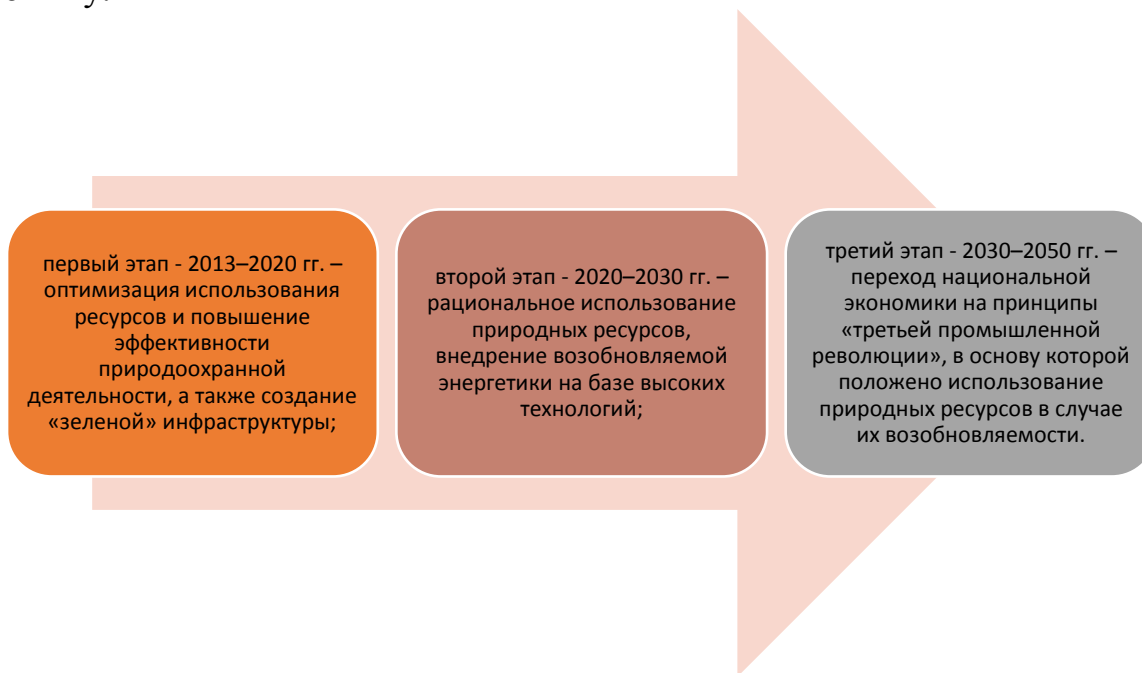 первый этап - 2013–2020 гг. –
оптимизация использования
ресурсов и повышение
эффективности
природоохранной
деятельности, а также создание
«зеленой» инфраструктуры;
второй этап - 2020–2030 гг. –
рациональное использование
природных ресурсов,
внедрение возобновляемой
энергетики на базе высоких
технологий;
третий этап - 2030–2050 гг. –
переход национальной
экономики на принципы
«третьей промышленной
революции», в основу которой
положено использование
природных ресурсов в случае
их возобновляемости.